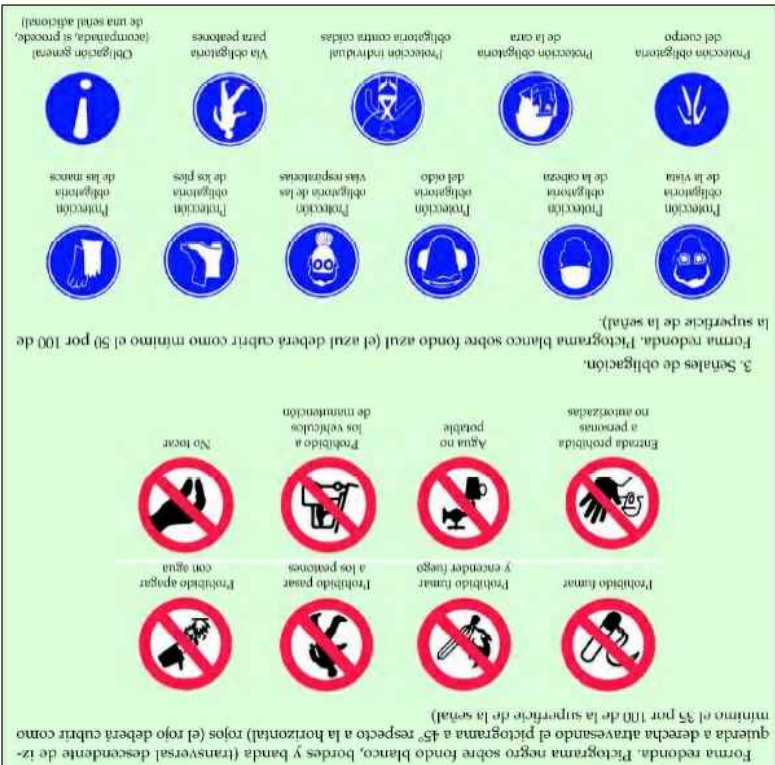 Forma redonda. Pictograma negro sobre fondo blanco, bordes y banda (transversal descendente de iz-
quierda a derecha atravesando el pictograma a 45° respecto a la horizontal) rojos (el rojo deberá cubrir como
mínimo el 35 por 100 de la superficie de la señal)
Prohibido fumar
Prohibido fumar
y encender fuego
Prohibido pasar
a los peatones
Prohibido apagar
con agua
Entrada prohibida
a personas
no autorizadas
Agua no
potable
Prohibido a
los vehículos
de manutención
No tocar
3. Señales de obligación.
Forma redonda. Pictograma blanco sobre fondo azul (el azul deberá cubrir como mínimo el 50 por 100 de
la superficie de la señal).
Protección
obligatoria
de la vista
Protección
obligatoria
de la cabeza
Protección
obligatoria
del oído
Protección
obligatoria de las
vías respiratorias
Protección
obligatoria
de los pies
Protección
obligatoria
de las manos
Protección obligatoria
del cuerpo
Protección obligatoria
de la cara
Protección individual
obligatoria contra caídas
Vía obligatoria
para peatones
Obligación general
(acompañada, si procede,
de una señal adicional)